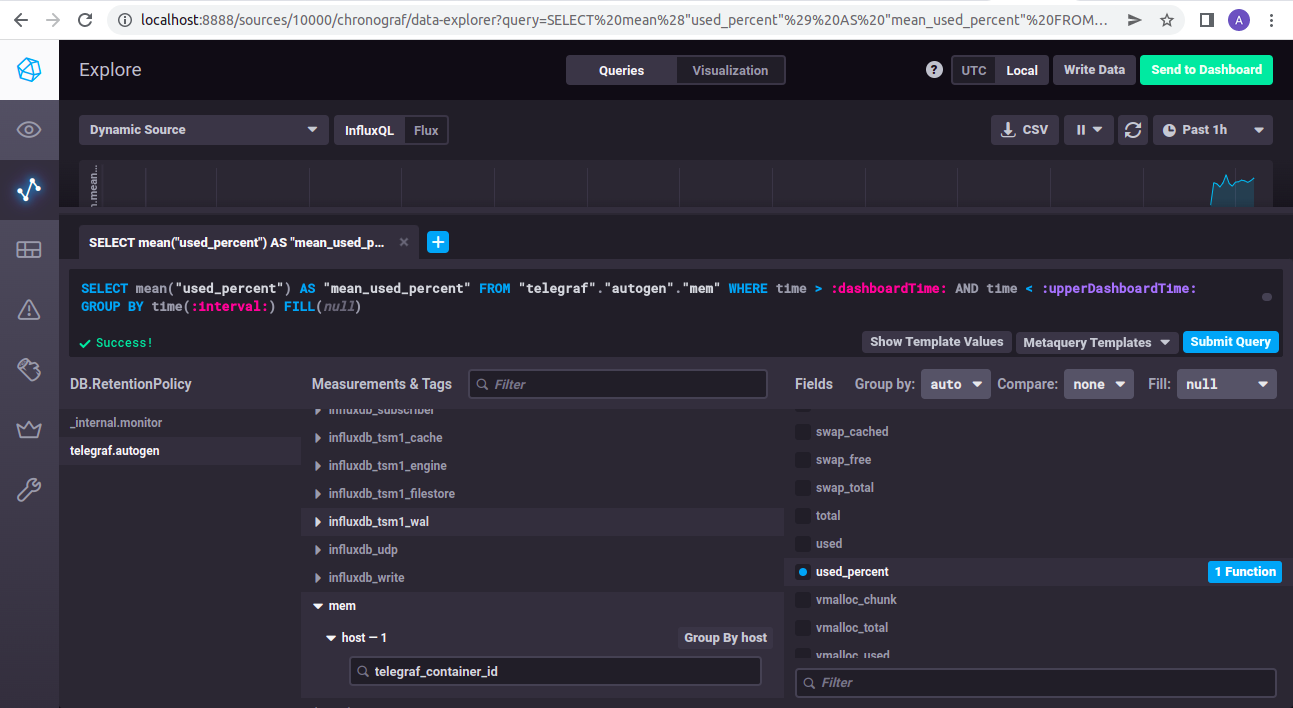 localhost:8888/sources/10000/chronograf/data-explorer?query=SELECT%20mean%28"used_percent"%29%20AS%20"mean_used_percent"%20FROM...
A
Explore
Queries
Visualization
?
UTC
Local
Write Data
Send to Dashboard
Dynamic Source
InfluxQL
Flux
CSV
Past 1h
n.mean...
SELECT mean("used_percent") AS "mean_used_p...
SELECT mean("used_percent") AS "mean_used_percent" FROM "telegraf"."autogen"."mem" WHERE time > :dashboardTime: AND time < :upperDashboardTime:
GROUP BY time(:interval:) FILL(null)
Success!
Show Template Values
Metaquery Templates
Submit Query
DB.RetentionPolicy
_internal.monitor
telegraf.autogen
Measurements & Tags
Filter
influxdb_subscriber
influxdb_tsm1_cache
influxdb_tsm1_engine
influxdb_tsm1_filestore
influxdb_tsm1_wal
influxdb_udp
influxdb_write
mem
host — 1
Group By host
telegraf_container_id
Fields
Group by:
auto
Compare:
none
Fill:
null
swap_cached
swap_free
swap_total
total
used
used_percent
1 Function
vmalloc_chunk
vmalloc_total
vmalloc_used
Filter